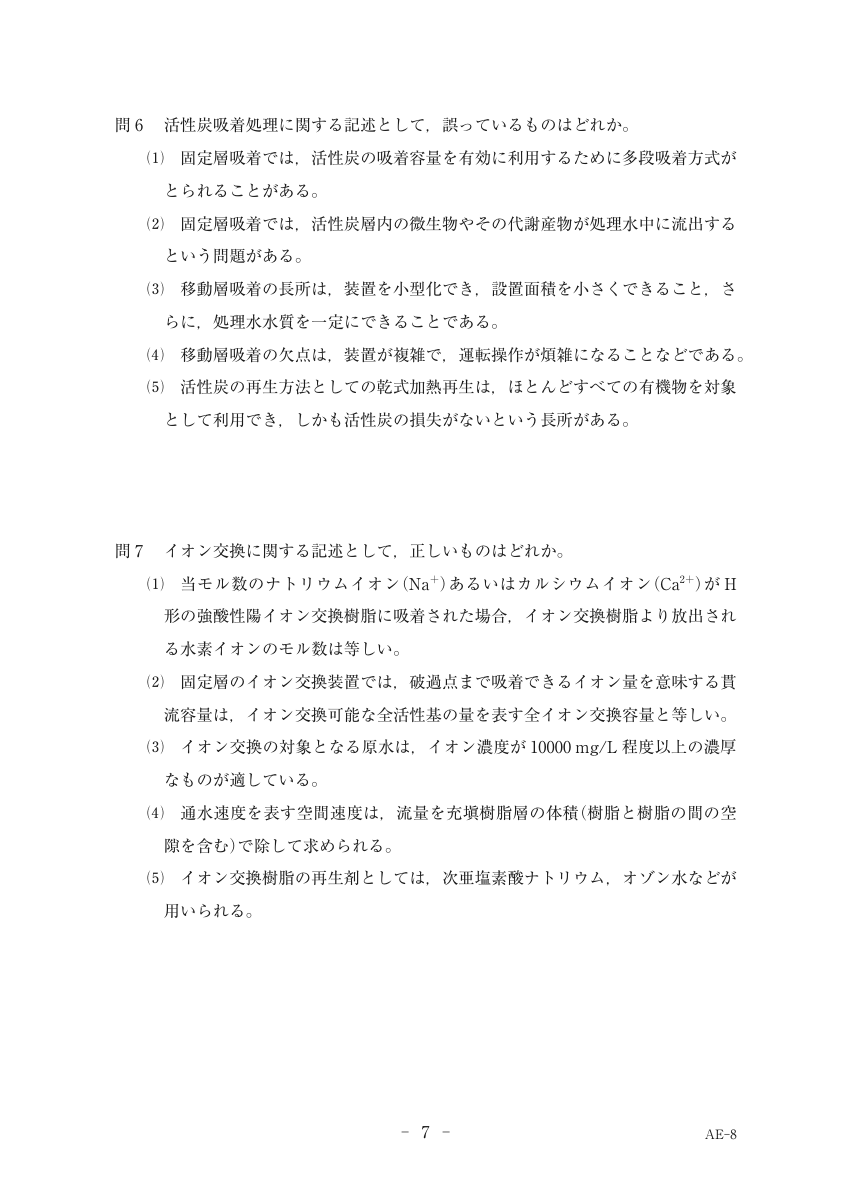 問6　活性炭吸着処理に関する記述として，誤っているものはどれか。
⑴　固定層吸着では，活性炭の吸着容量を有効に利用するために多段吸着方式が
とられることがある。
⑵　固定層吸着では，活性炭層内の微生物やその代謝産物が処理水中に流出する
という問題がある。
⑶　移動層吸着の長所は，装置を小型化でき，設置面積を小さくできること，さ
らに，処理水水質を一定にできることである。
⑷　移動層吸着の欠点は，装置が複雑で，運転操作が煩雑になることなどである。
⑸　活性炭の再生方法としての乾式加熱再生は，ほとんどすべての有機物を対象
として利用でき，しかも活性炭の損失がないという長所がある。
問7　イオン交換に関する記述として，正しいものはどれか。
⑴　当モル数のナトリウムイオン(Na⁺)あるいはカルシウムイオン(Ca²⁺)が H
形の強酸性陽イオン交換樹脂に吸着された場合，イオン交換樹脂より放出され
る水素イオンのモル数は等しい。
⑵　固定層のイオン交換装置では，破過点まで吸着できるイオン量を意味する貫
流容量は，イオン交換可能な全活性基の量を表す全イオン交換容量と等しい。
⑶　イオン交換の対象となる原水は，イオン濃度が 10000 mg/L 程度以上の濃厚
なものが適している。
⑷　通水速度を表す空間速度は，流量を充塡樹脂層の体積(樹脂と樹脂の間の空
隙を含む)で除して求められる。
⑸　イオン交換樹脂の再生剤としては，次亜塩素酸ナトリウム，オゾン水などが
用いられる。
- 7 -
AE-8